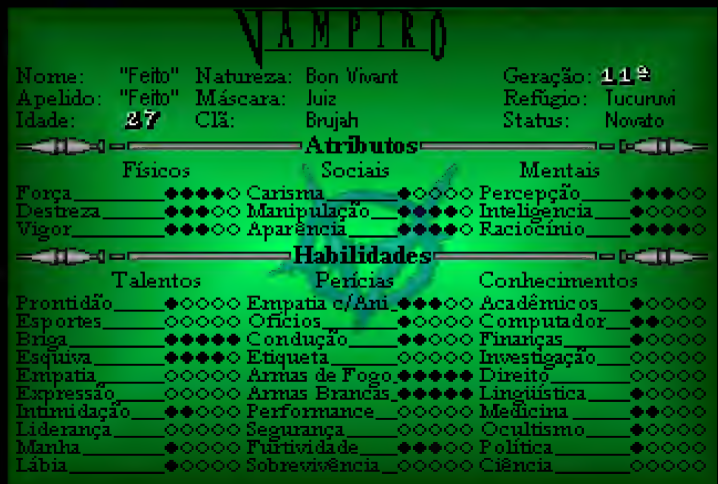 VAMPIRO
Nome: "Feito" Natureza: Bon Vivant Geração: 11ª
Apelido: "Feito" Máscara: Juiz Refúgio: Tucuruvi
Idade: 27 Clã: Brujah Status: Novato
Atributos
Físicos Sociais Mentais
Força ●●●●○ Carisma ●○○○○ Percepção ●●●○○
Destreza ●●●○○ Manipulação ●●●●○ Inteligencia ●○○○○
Vigor ●●●○○ Aparência ●●●●○ Raciocínio ●●●●○
Habilidades
Talentos Perícias Conhecimentos
Prontidão ●○○○○ Empatia c/Ani ●●●○○ Acadêmicos ●○○○○
Esportes ○○○○○ Ofícios ●○○○○ Computador ●●○○○
Briga ●●●●● Condução ●●○○○ Finanças ●○○○○
Esquiva ●●●●○ Etiqueta ○○○○○ Investigação ○○○○○
Empatia ○○○○○ Armas de Fogo ●●●●● Direito ○○○○○
Expressão ○○○○○ Armas Brancas ●●●●● Lingüística ●○○○○
Intimidação ●●○○○ Performance ○○○○○ Medicina ●●○○○
Liderança ○○○○○ Segurança ○○○○○ Ocultismo ●○○○○
Manha ●○○○○ Furtividade ●●●○○ Política ●○○○○
Lábia ●○○○○ Sobrevivência ○○○○○ Ciência ○○○○○